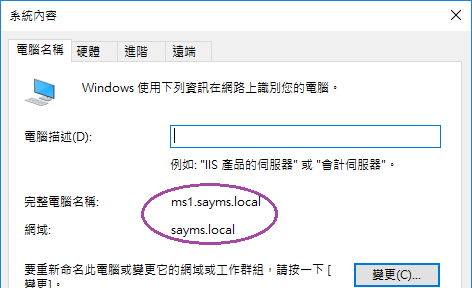 系統內容
電腦名稱 硬體 進階 遠端
Windows 使用下列資訊在網路上識別您的電腦。
電腦描述(D):
例如: "IIS 產品的伺服器" 或 "會計伺服器"。
完整電腦名稱: ms1.sayms.local
網域: sayms.local
要重新命名此電腦或變更它的網域或工作群組，請按一下 [
變更]。
變更(C)...